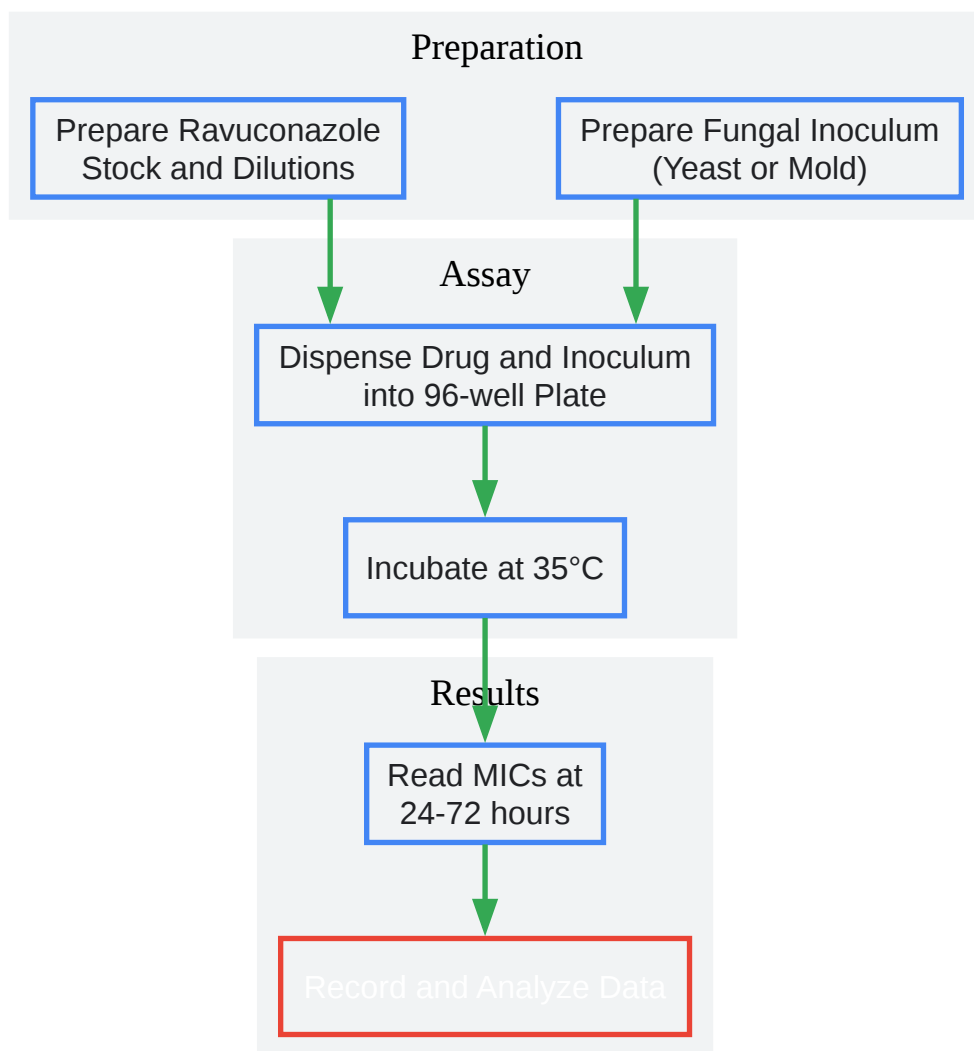 Preparation
Prepare Ravuconazole
Stock and Dilutions
Prepare Fungal Inoculum
(Yeast or Mold)
Assay
Dispense Drug and Inoculum
into 96-well Plate
Incubate at 35°C
Results
Read MICs at
24-72 hours
Record and Analyze Data